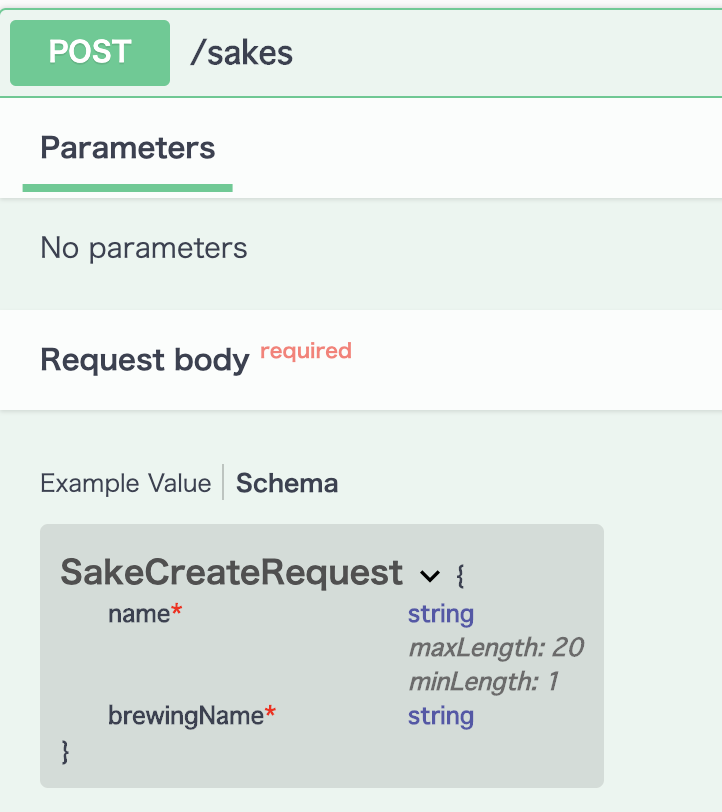 POST /sakes
Parameters
No parameters
Request body required
Example Value | Schema
SakeCreateRequest {
name* string
maxLength: 20
minLength: 1
brewingName* string
}